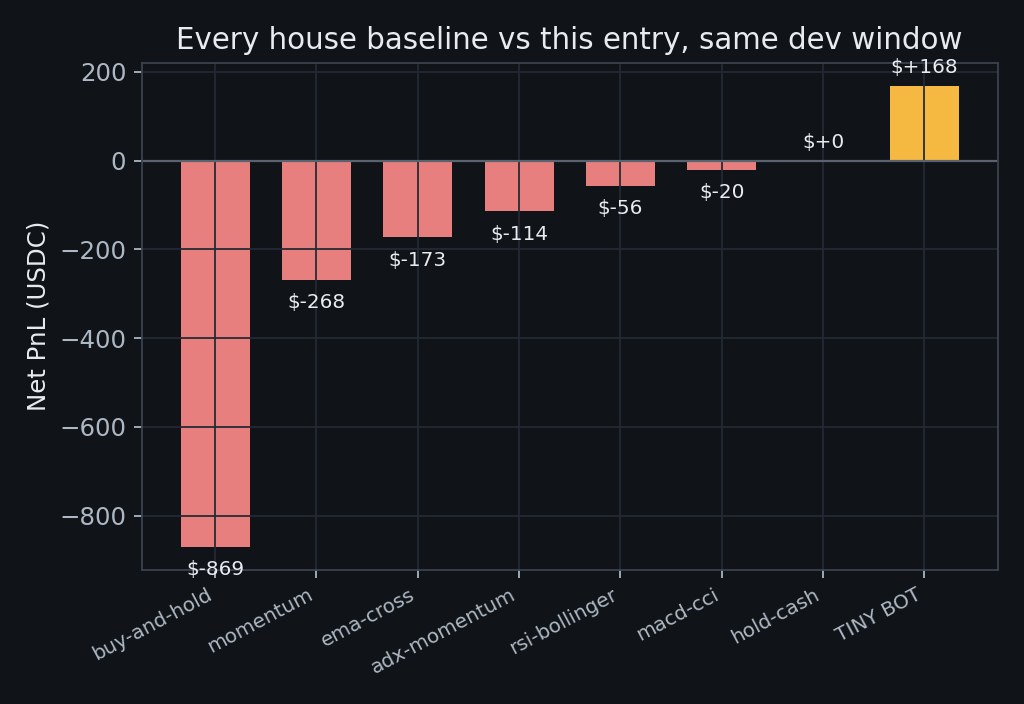 Every house baseline vs this entry, same dev window
Net PnL (USDC)
200
0
−200
−400
−600
−800
$-869
$-268
$-173
$-114
$-56
$-20
$+0
$+168
buy-and-hold
momentum
ema-cross
adx-momentum
rsi-bollinger
macd-cci
hold-cash
TINY BOT